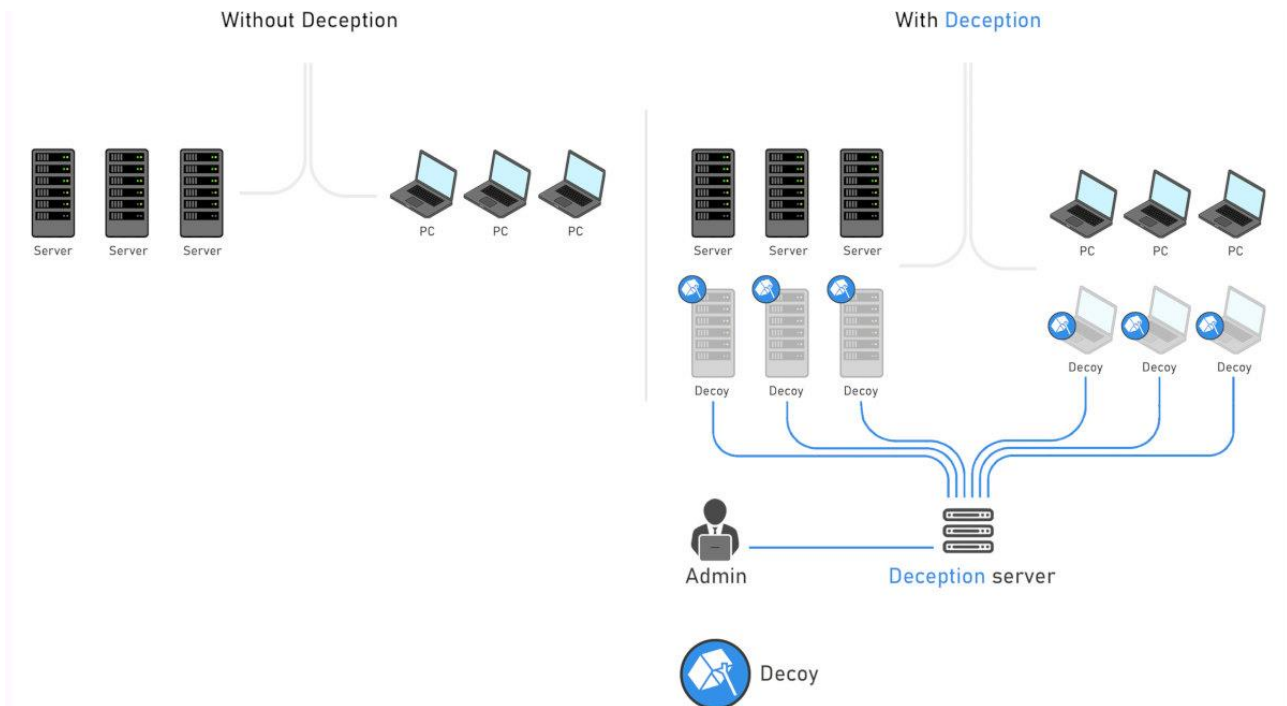 Without Deception
With Deception
Server Server Server
PC PC PC
Server Server Server
PC PC PC
Decoy Decoy Decoy
Decoy Decoy Decoy
Admin
Deception server
Decoy